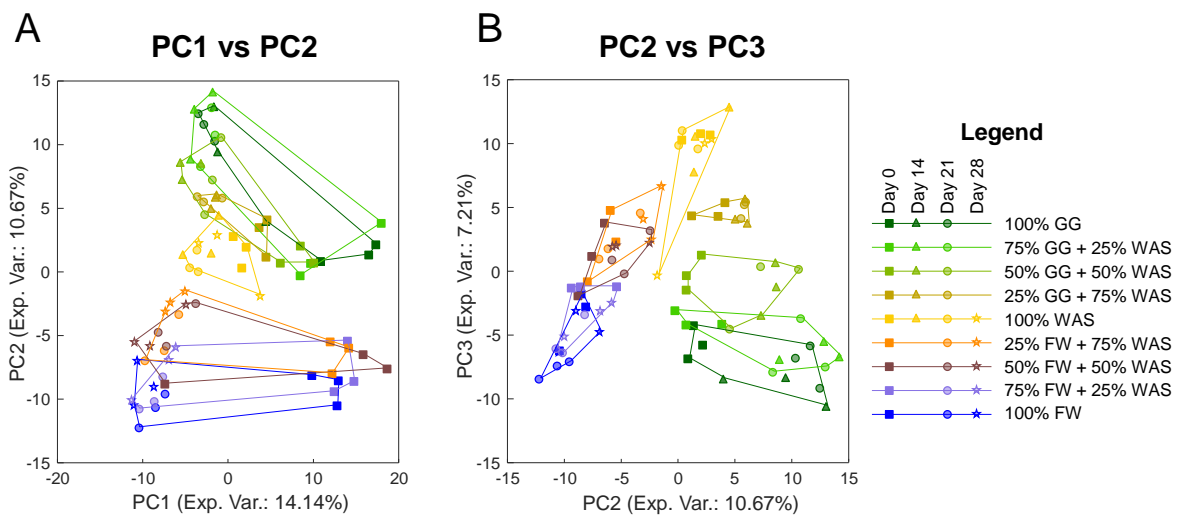 A
PC1 vs PC2
15
10
5
0
-5
-10
-15
-20
-10
0
10
20
PC2 (Exp. Var.: 10.67%)
PC1 (Exp. Var.: 14.14%)
B
PC2 vs PC3
15
10
5
0
-5
-10
-15
-15
-10
-5
0
5
10
15
PC3 (Exp. Var.: 7.21%)
PC2 (Exp. Var.: 10.67%)
Legend
Day 0
Day 14
Day 21
Day 28
100% GG
75% GG + 25% WAS
50% GG + 50% WAS
25% GG + 75% WAS
100% WAS
25% FW + 75% WAS
50% FW + 50% WAS
75% FW + 25% WAS
100% FW